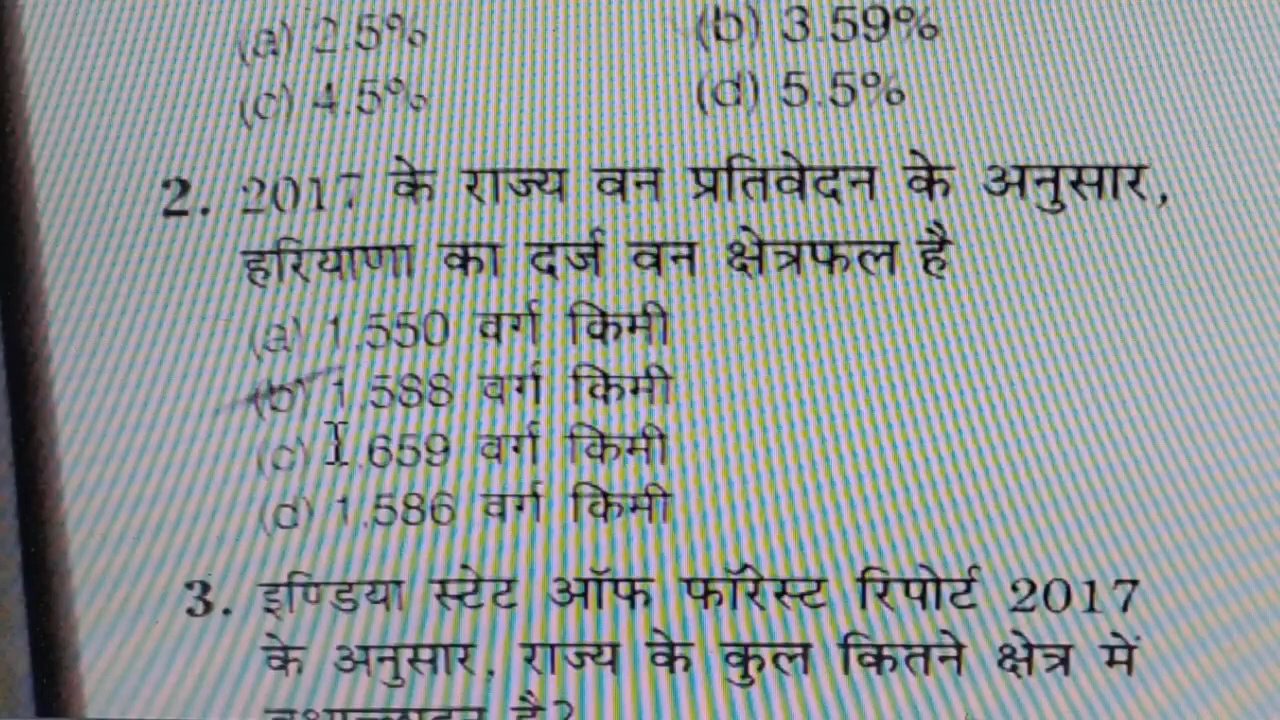 (a) 2.5% (b) 3.59%
(c) 4.5% (d) 5.5%
2. 2017 के राज्य वन प्रतिवेदन के अनुसार,
हरियाणा का दर्ज वन क्षेत्रफल है
(a) 1,550 वर्ग किमी
(b) 1,588 वर्ग किमी
(c) 1,659 वर्ग किमी
(d) 1,586 वर्ग किमी
3. इण्डिया स्टेट ऑफ फॉरेस्ट रिपोर्ट 2017
के अनुसार, राज्य के कुल कितने क्षेत्र में
है?